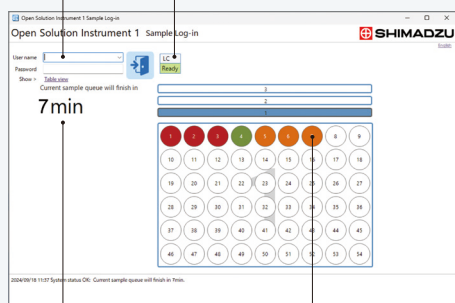 Open Solution Instrument 1 Sample Log-in
Open Solution Instrument 1 Sample Log-in
SHIMADZU
English
User name
LC
Password
Ready
Show > Table view
Current sample queue will finish in
7min
3
2
1
1 2 3 4 5 6 7 8 9
10 11 12 13 14 15 16 17 18
19 20 21 22 23 24 25 26 27
28 29 30 31 32 33 34 35 36
37 38 39 40 41 42 43 44 45
46 47 48 49 50 51 52 53 54
2024/09/18 11:37 System status OK: Current sample queue will finish in 7min.